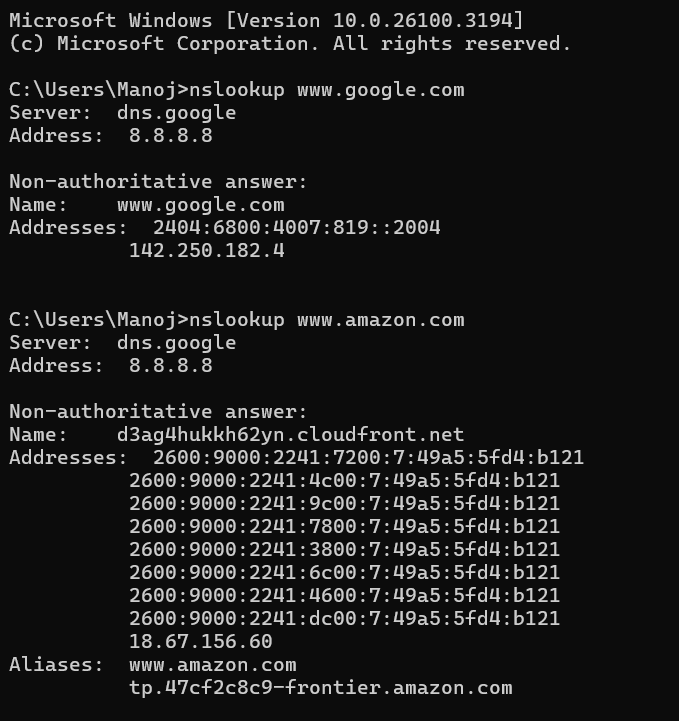 Microsoft Windows [Version 10.0.26100.3194]
(c) Microsoft Corporation. All rights reserved.
C:\Users\Manoj>nslookup www.google.com
Server:  dns.google
Address:  8.8.8.8
Non-authoritative answer:
Name:    www.google.com
Addresses:  2404:6800:4007:819::2004
          142.250.182.4
C:\Users\Manoj>nslookup www.amazon.com
Server:  dns.google
Address:  8.8.8.8
Non-authoritative answer:
Name:    d3ag4hukkh62yn.cloudfront.net
Addresses:  2600:9000:2241:7200:7:49a5:5fd4:b121
          2600:9000:2241:4c00:7:49a5:5fd4:b121
          2600:9000:2241:9c00:7:49a5:5fd4:b121
          2600:9000:2241:7800:7:49a5:5fd4:b121
          2600:9000:2241:3800:7:49a5:5fd4:b121
          2600:9000:2241:6c00:7:49a5:5fd4:b121
          2600:9000:2241:4600:7:49a5:5fd4:b121
          2600:9000:2241:dc00:7:49a5:5fd4:b121
          18.67.156.60
Aliases:  www.amazon.com
          tp.47cf2c8c9-frontier.amazon.com